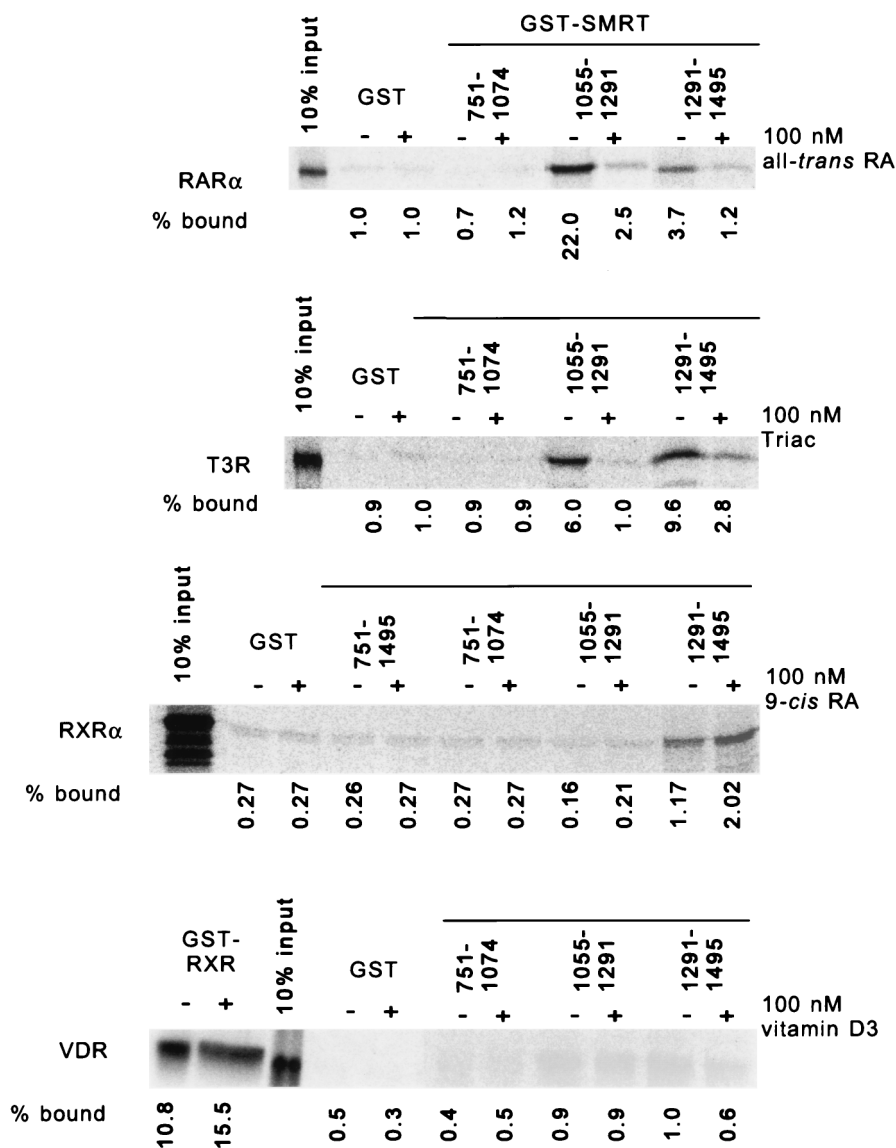 GST-SMRT
10% input
GST
751-1074
1055-1291
1291-1495
- + - + - + - +
100 nM
all-trans RA
RARα
% bound
1.0 1.0 0.7 1.2 22.0 2.5 3.7 1.2
10% input
GST
751-1074
1055-1291
1291-1495
- + - + - + - +
100 nM
Triac
T3R
% bound
0.9 1.0 0.9 0.9 6.0 1.0 9.6 2.8
10% input
GST
751-1495
751-1074
1055-1291
1291-1495
- + - + - + - + - +
100 nM
9-cis RA
RXRα
% bound
0.27 0.27 0.26 0.27 0.27 0.27 0.16 0.21 1.17 2.02
GST-
RXR
10% input
GST
751-1074
1055-1291
1291-1495
- + - + - + - + - +
100 nM
vitamin D3
VDR
% bound
10.8 15.5 0.5 0.3 0.4 0.5 0.9 0.9 1.0 0.6